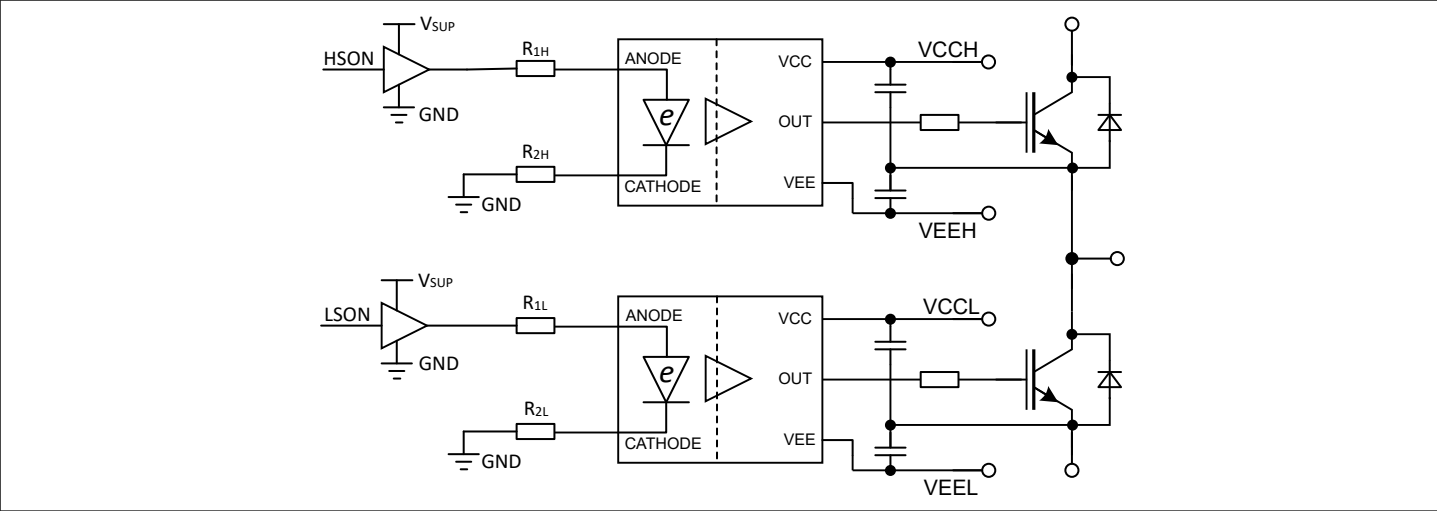 VSUP
HSON
GND
R1H
R2H
GND
ANODE
e
CATHODE
VCC
OUT
VEE
VCCH
VEEH
VSUP
LSON
GND
R1L
R2L
GND
ANODE
e
CATHODE
VCC
OUT
VEE
VCCL
VEEL